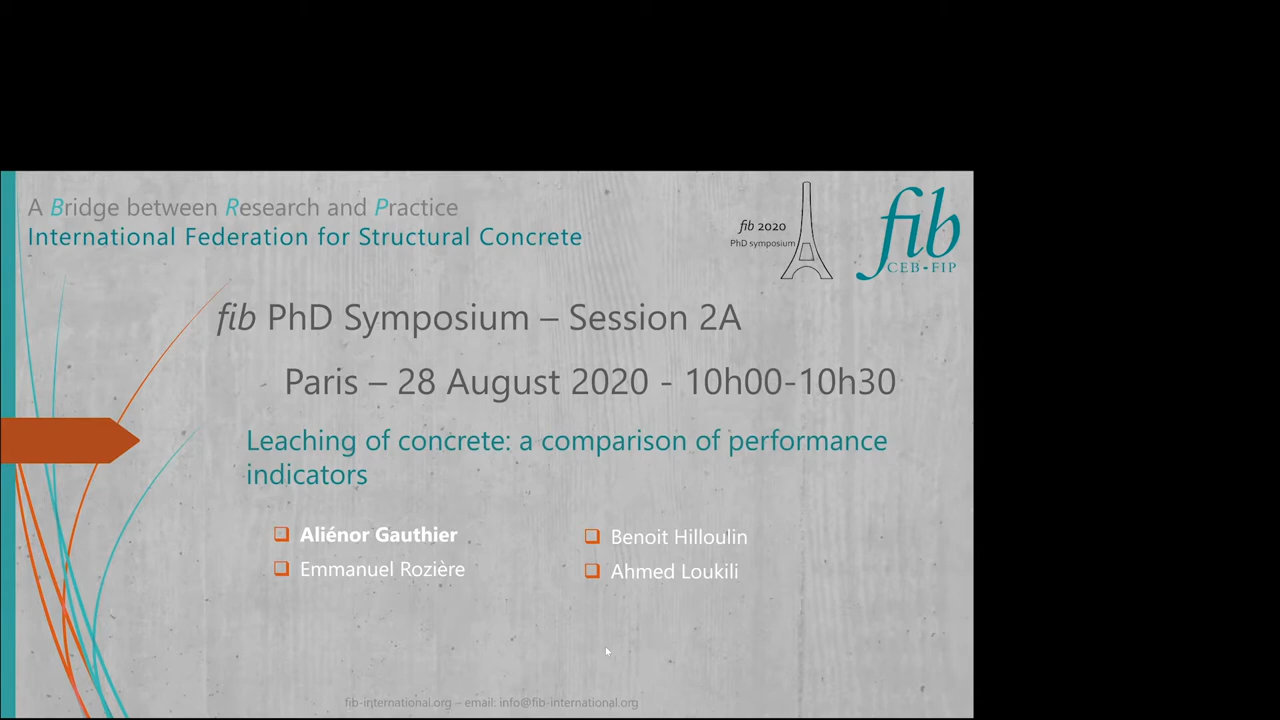 A Bridge between Research and Practice
International Federation for Structural Concrete
fib 2020
PhD symposium
fib
CEB-FIP
fib PhD Symposium – Session 2A
Paris – 28 August 2020 - 10h00-10h30
Leaching of concrete: a comparison of performance
indicators
Aliénor Gauthier
Emmanuel Rozière
Benoit Hilloulin
Ahmed Loukili
fib-international.org – email: info@fib-international.org